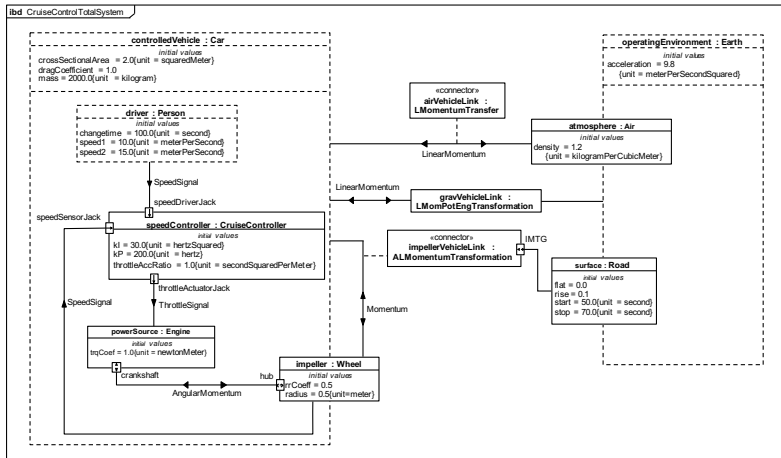 ibd CruiseControlTotalSystem
controlledVehicle : Car
initial values
crossSectionalArea = 2.0{unit = squaredMeter}
dragCoefficient = 1.0
mass = 2000.0{unit = kilogram}
driver : Person
initial values
changetime = 100.0{unit = second}
speed1 = 10.0{unit = meterPerSecond}
speed2 = 15.0{unit = meterPerSecond}
SpeedSignal
speedDriverJack
speedSensorJack
speedController : CruiseController
initial values
kI = 30.0{unit = hertzSquared}
kP = 200.0{unit = hertz}
throttleAccRatio = 1.0{unit = secondSquaredPerMeter}
throttleActuatorJack
SpeedSignal
ThrottleSignal
powerSource : Engine
initial values
trqCoef = 1.0{unit = newtonMeter}
crankshaft
AngularMomentum
hub
impeller : Wheel
initial values
rrCoeff = 0.5
radius = 0.5{unit=meter}
Momentum
«connector»
airVehicleLink :
LMomentumTransfer
LinearMomentum
LinearMomentum
gravVehicleLink :
LMomPotEngTransformation
«connector»
impellerVehicleLink :
ALMomentumTransformation
IMTG
operatingEnvironment : Earth
initial values
acceleration = 9.8
{unit = meterPerSecondSquared}
atmosphere : Air
initial values
density = 1.2
{unit = kilogramPerCubicMeter}
surface : Road
initial values
flat = 0.0
rise = 0.1
start = 50.0{unit = second}
stop = 70.0{unit = second}